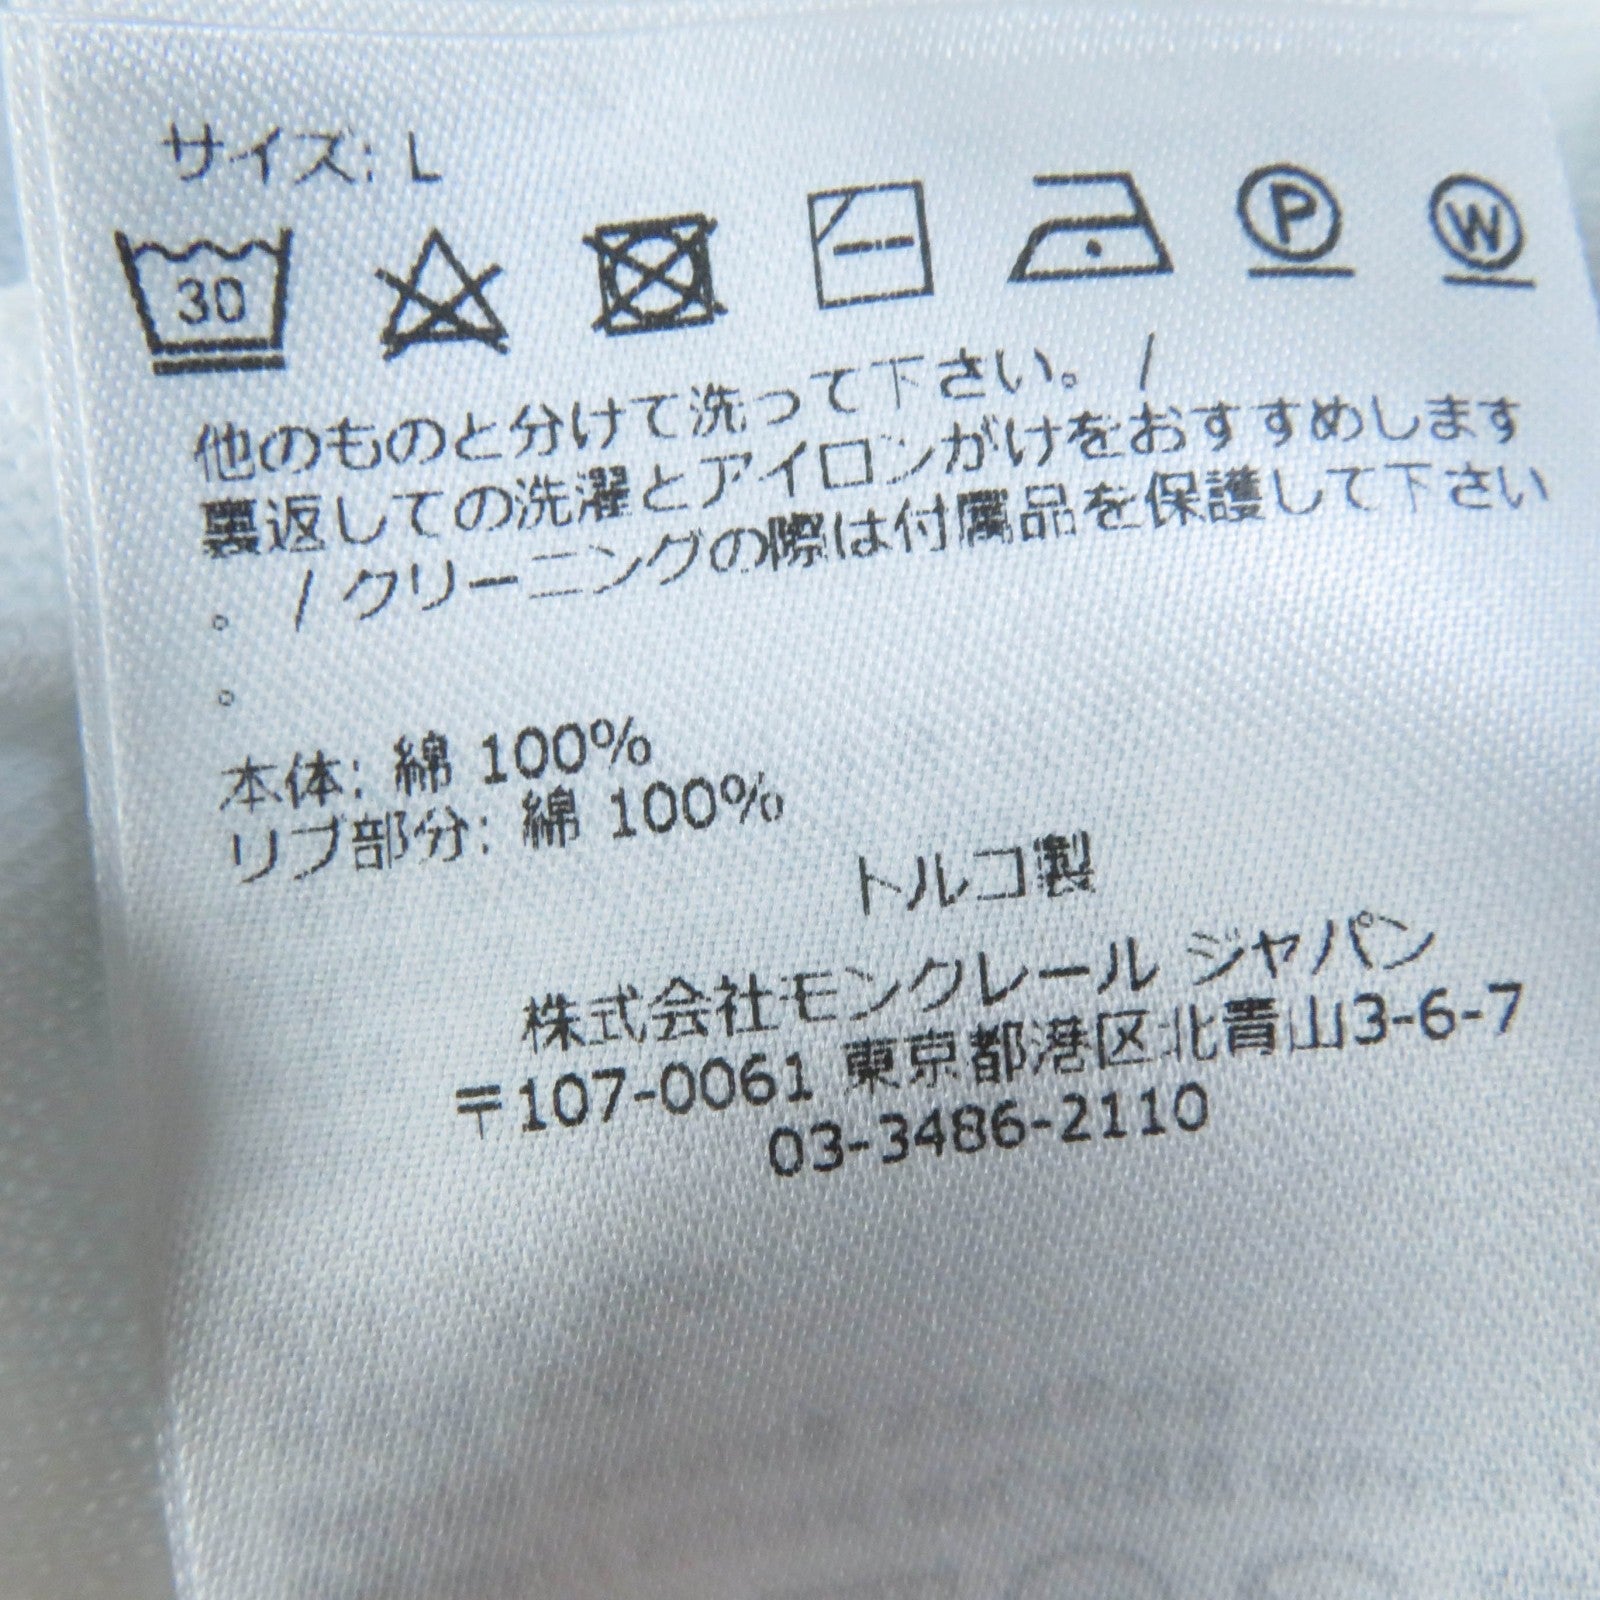 サイズ: L
30
P W
他のものと分けて洗って下さい。 /
裏返しての洗濯とアイロンがけをおすすめします
。 / クリーニングの際は付属品を保護して下さい
。
本体: 綿 100%
リブ部分: 綿 100%
トルコ製
株式会社モンクレール ジャパン
〒107-0061 東京都港区北青山3-6-7
03-3486-2110